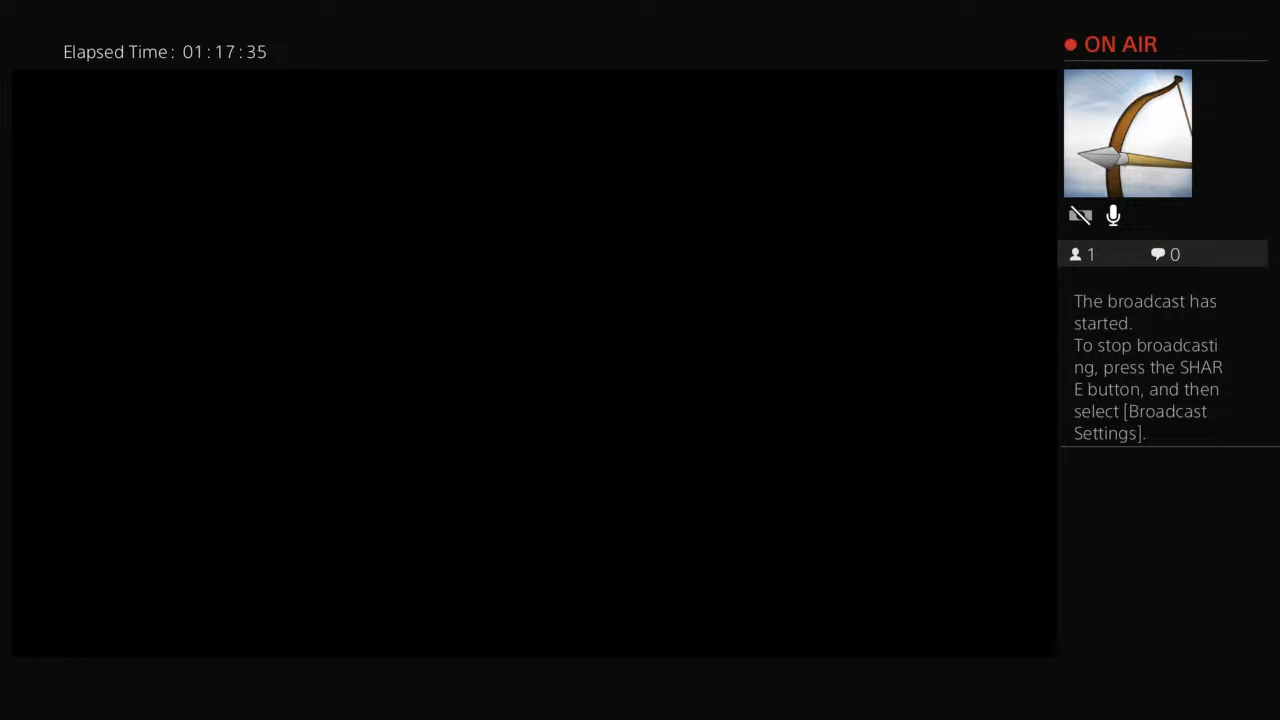 Elapsed Time: 01:17:35
ON AIR
1
0
The broadcast has
started.
To stop broadcasti
ng, press the SHAR
E button, and then
select [Broadcast
Settings].